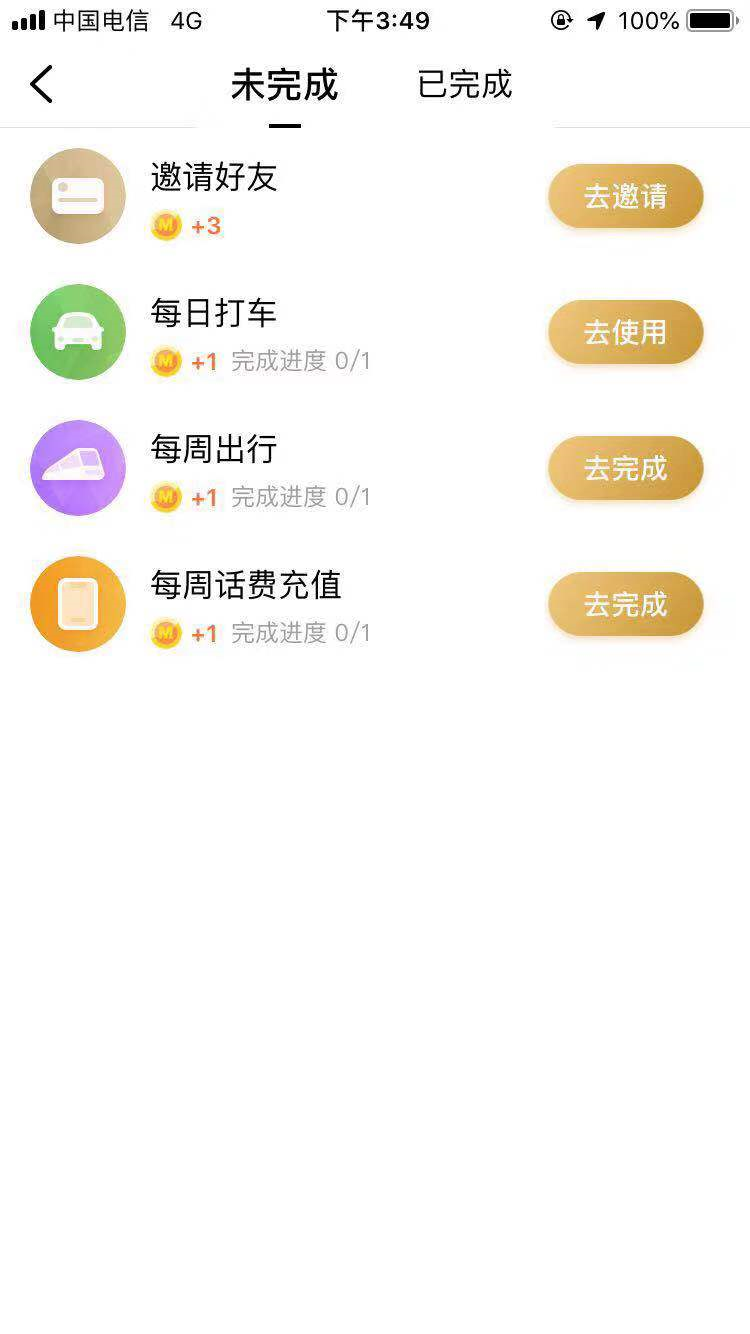 中国电信 4G 下午3:49 100%
未完成 已完成
邀请好友
M +3
去邀请
每日打车
M +1 完成进度 0/1
去使用
每周出行
M +1 完成进度 0/1
去完成
每周话费充值
M +1 完成进度 0/1
去完成